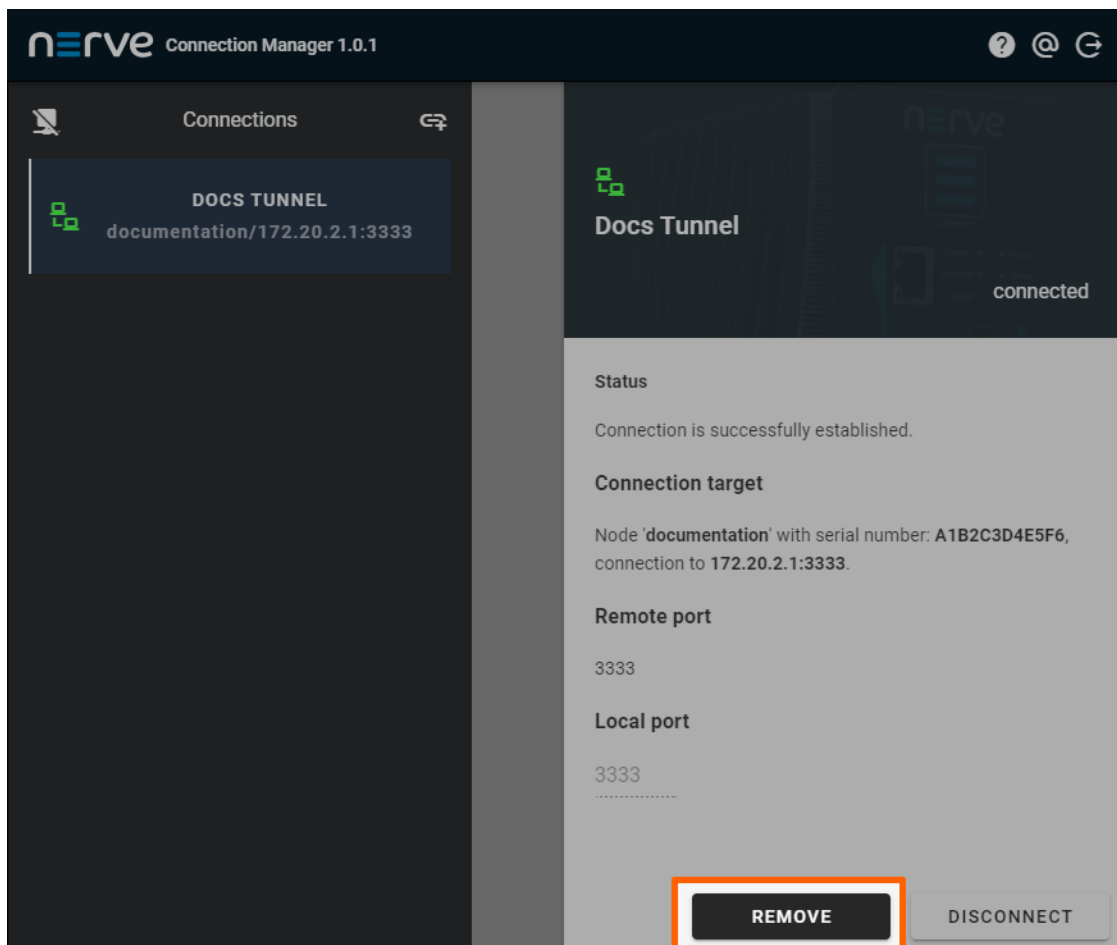 nerve Connection Manager 1.0.1
Connections
DOCS TUNNEL
documentation/172.20.2.1:3333
nerve
Docs Tunnel
connected
Status
Connection is successfully established.
Connection target
Node 'documentation' with serial number: A1B2C3D4E5F6,
connection to 172.20.2.1:3333.
Remote port
3333
Local port
3333
REMOVE
DISCONNECT